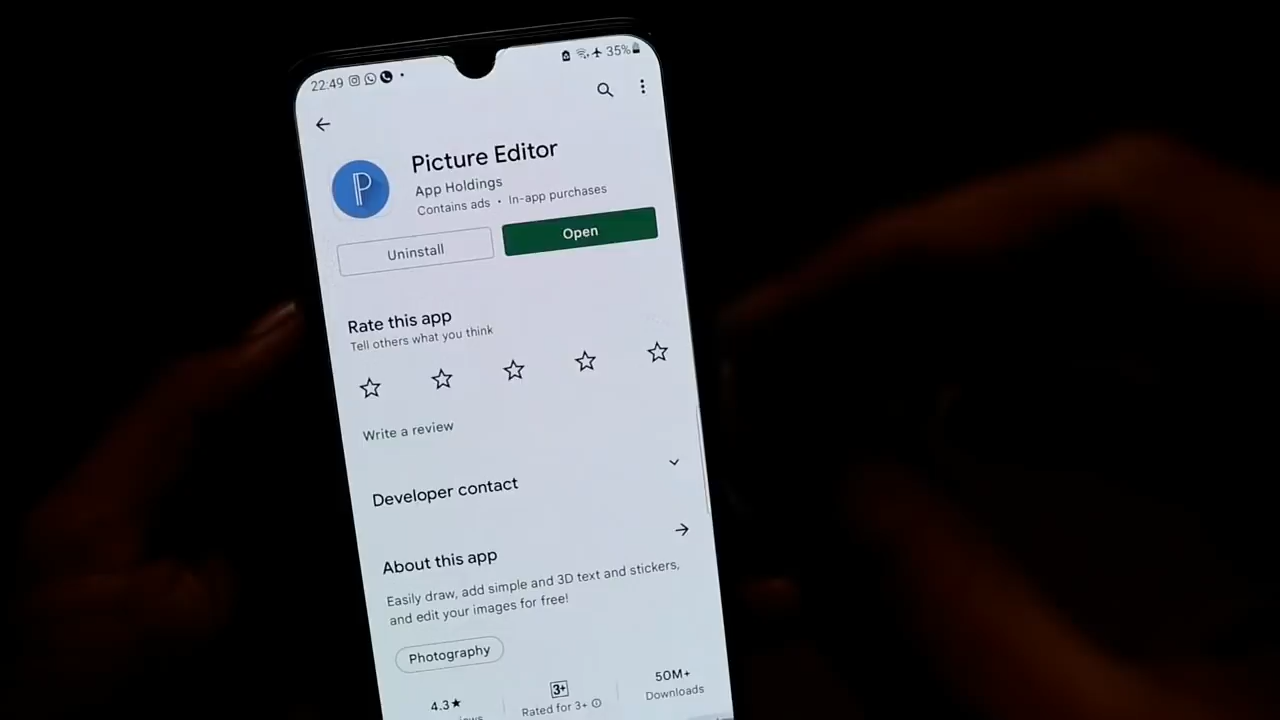 22:49 35%
Picture Editor
App Holdings
Contains ads • In-app purchases
Uninstall Open
Rate this app
Tell others what you think
Write a review
Developer contact
About this app
Easily draw, add simple and 3D text and stickers,
and edit your images for free!
Photography
4.3★ 3+ 50M+
Rated for 3+ Downloads